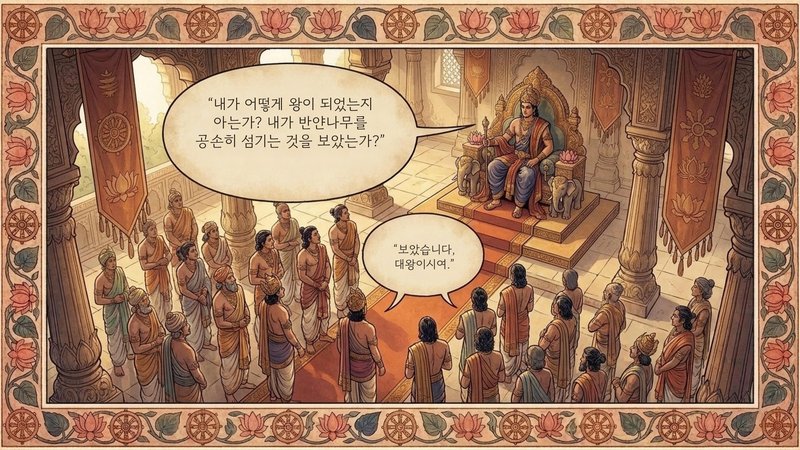 “내가 어떻게 왕이 되었는지
아는가? 내가 반얀나무를
공손히 섬기는 것을 보았는가?”
“보았습니다,
대왕이시여.”